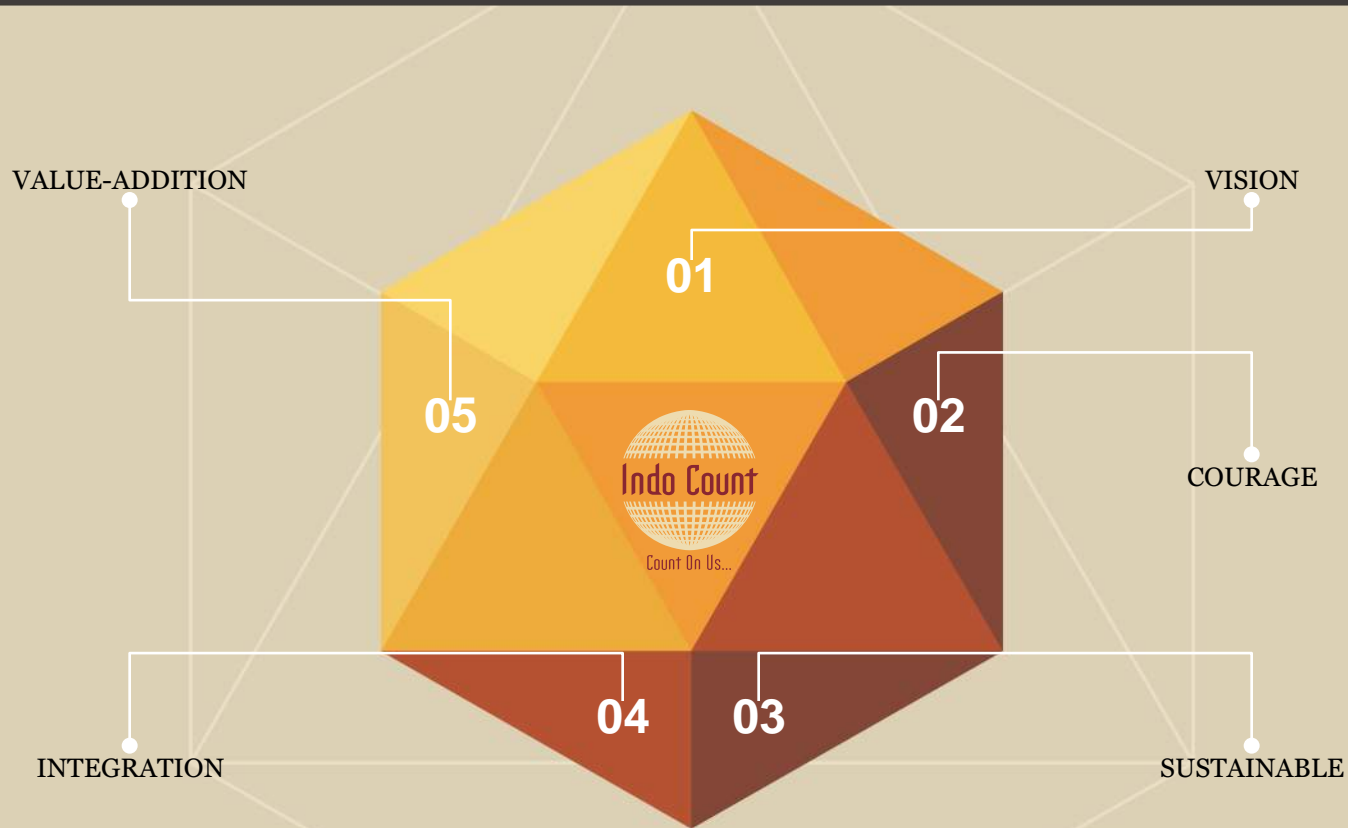 VALUE-ADDITION
VISION
01
05
02
Indo Count
Count On Us...
COURAGE
04
03
INTEGRATION
SUSTAINABLE